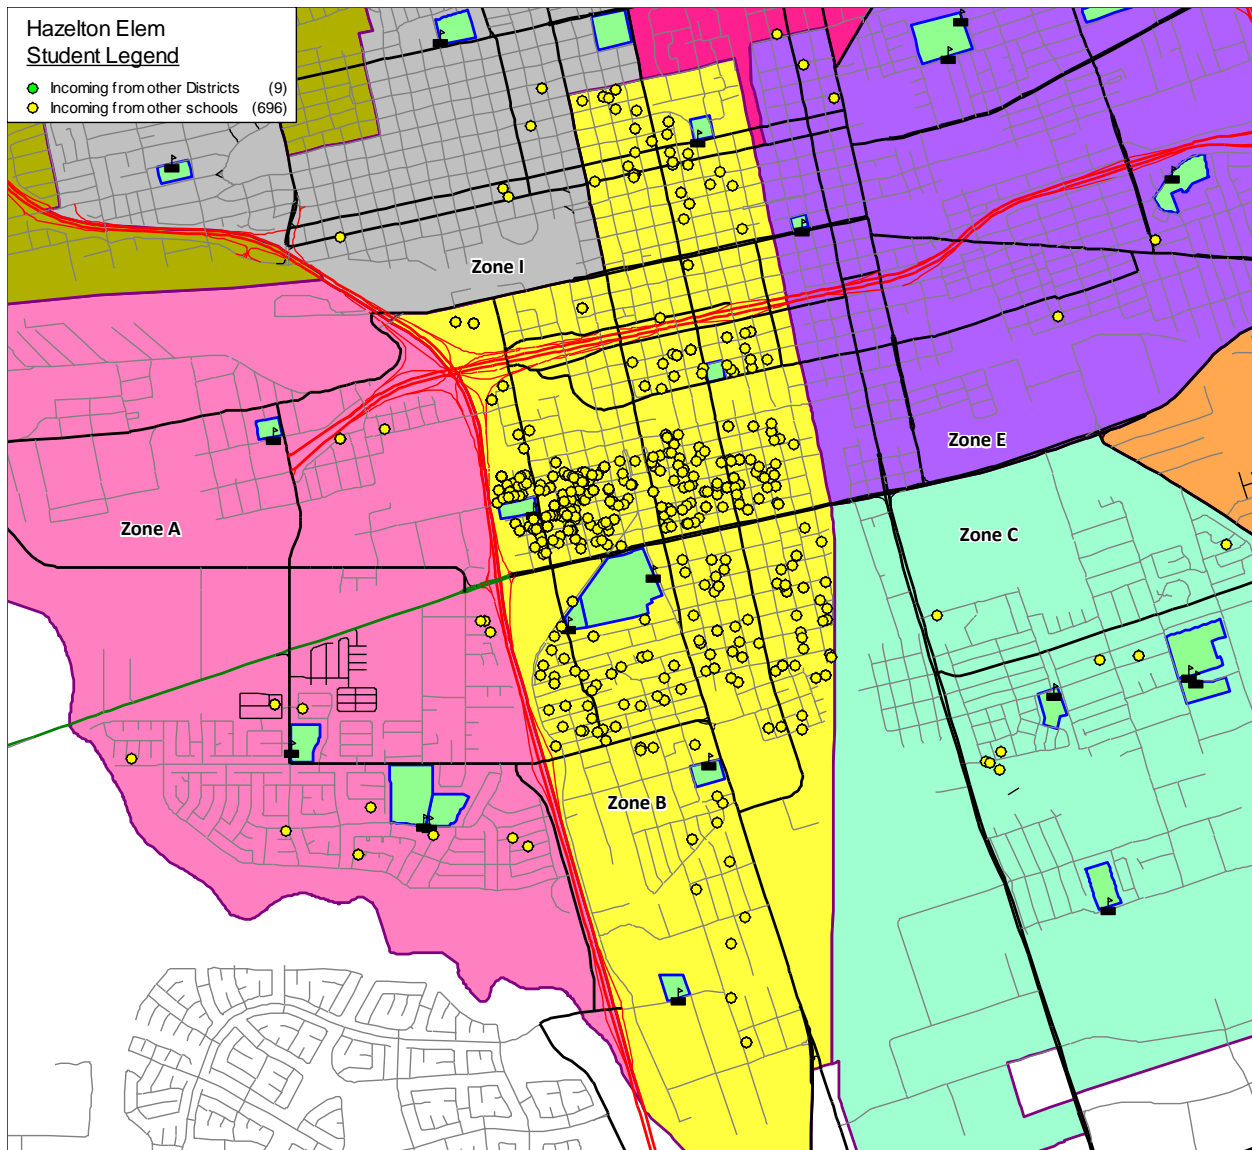 Hazelton Elem
Student Legend
Incoming from other Districts (9)
Incoming from other schools (696)
Zone I
Zone E
Zone A
Zone C
Zone B